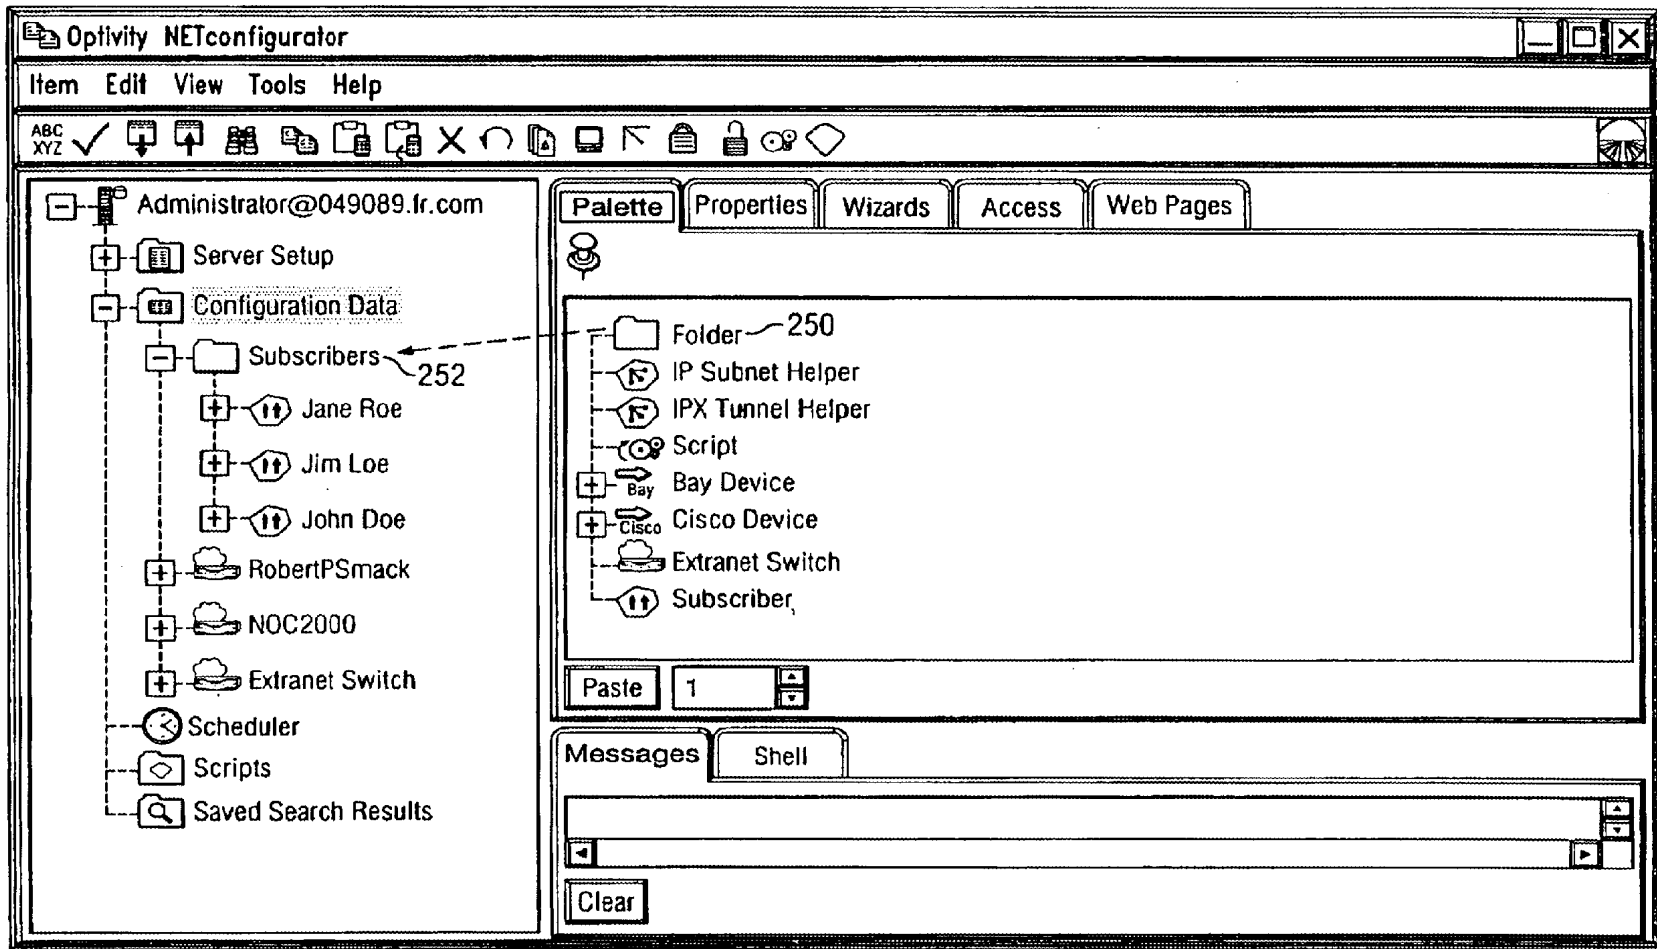 Optivity NETconfigurator
Item Edit View Tools Help
ABC
XYZ
Administrator@049089.fr.com
Server Setup
Configuration Data
Subscribers
252
Jane Roe
Jim Loe
John Doe
RobertPSmack
NOC2000
Extranet Switch
Scheduler
Scripts
Saved Search Results
Palette Properties Wizards Access Web Pages
Folder 250
IP Subnet Helper
IPX Tunnel Helper
Script
Bay Bay Device
Cisco Cisco Device
Extranet Switch
Subscriber
Paste 1
Messages Shell
Clear